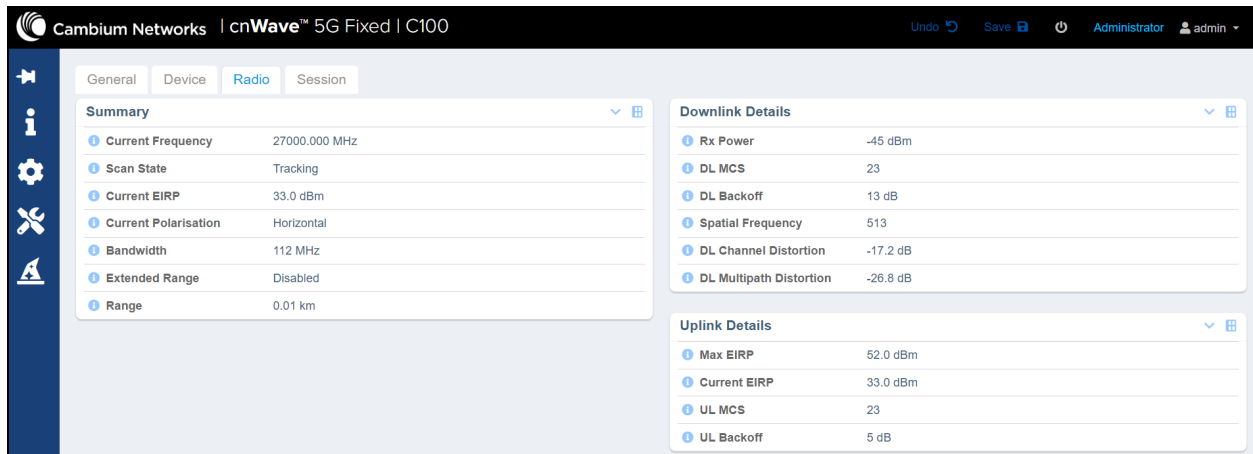 Cambium Networks | cnWave™ 5G Fixed | C100
Undo Save Administrator admin
General Device Radio Session
Summary
Current Frequency 27000.000 MHz
Scan State Tracking
Current EIRP 33.0 dBm
Current Polarisation Horizontal
Bandwidth 112 MHz
Extended Range Disabled
Range 0.01 km
Downlink Details
Rx Power -45 dBm
DL MCS 23
DL Backoff 13 dB
Spatial Frequency 513
DL Channel Distortion -17.2 dB
DL Multipath Distortion -26.8 dB
Uplink Details
Max EIRP 52.0 dBm
Current EIRP 33.0 dBm
UL MCS 23
UL Backoff 5 dB